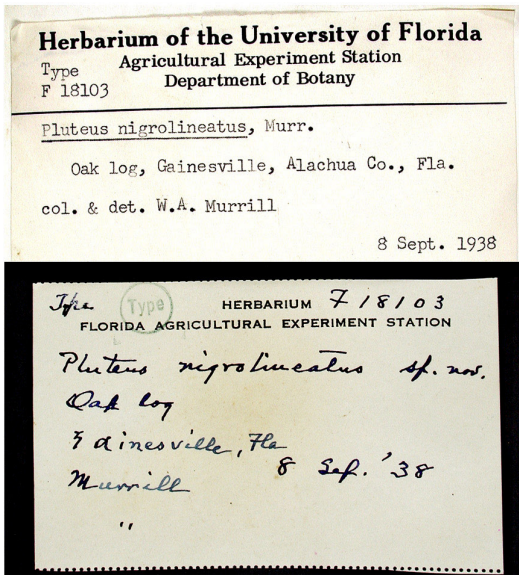 Herbarium of the University of Florida
Agricultural Experiment Station
Type
Department of Botany
F 18103
Pluteus nigrolineatus, Murr.
Oak log, Gainesville, Alachua Co., Fla.
col. & det. W.A. Murrill
8 Sept. 1938
Type Type HERBARIUM F 18103
FLORIDA AGRICULTURAL EXPERIMENT STATION
Pluteus nigrolineatus sp. nov.
Oak log
Gainesville, Fla
8 Sep. '38
Murrill
"